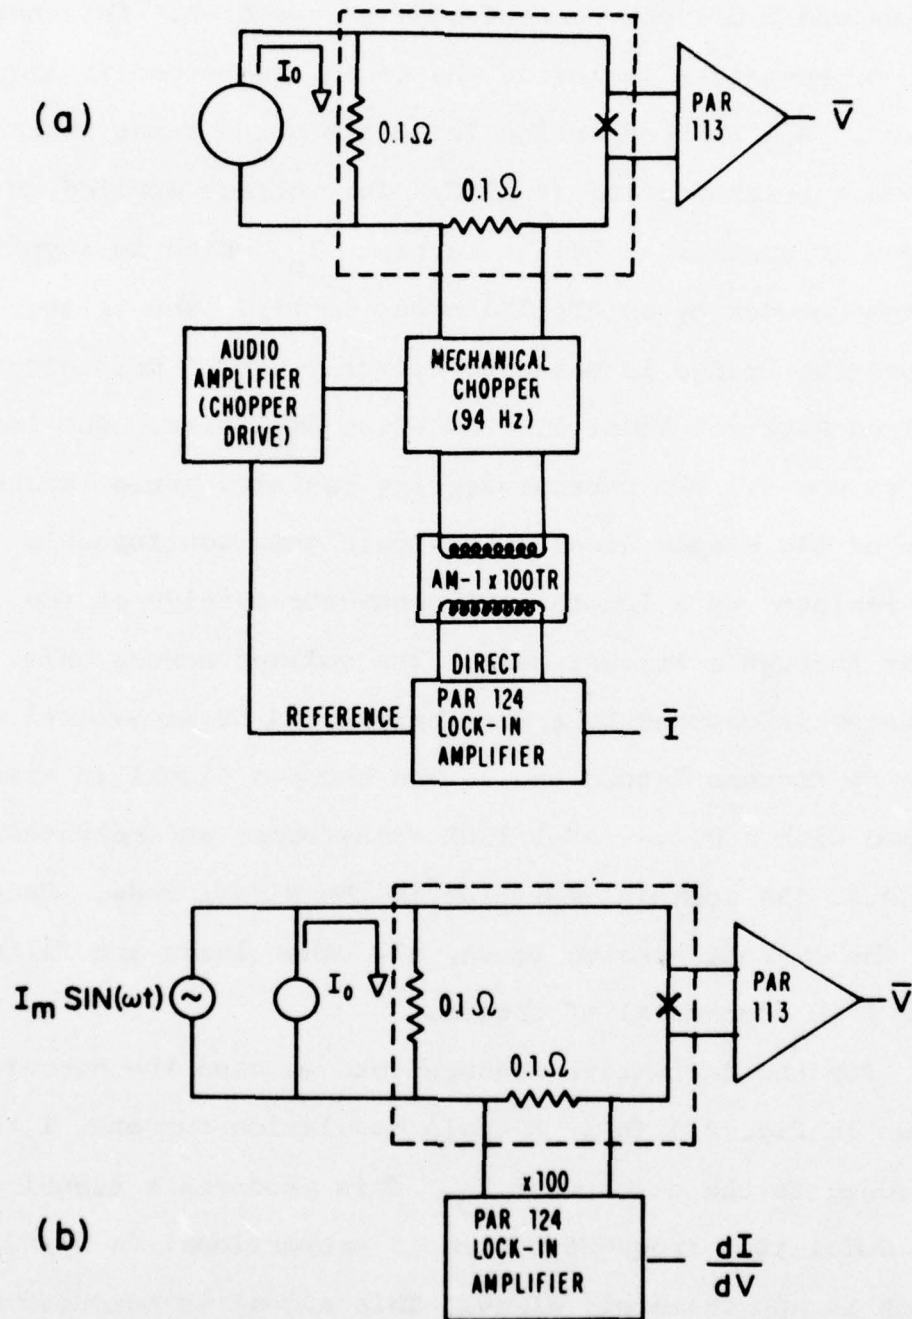 (a)
I₀
0.1Ω
0.1Ω
PAR
113
V̅
AUDIO
AMPLIFIER
(CHOPPER
DRIVE)
MECHANICAL
CHOPPER
(94 Hz)
AM-1 x100TR
DIRECT
REFERENCE
PAR 124
LOCK-IN
AMPLIFIER
I̅
Iₘ SIN(ωt)
~
I₀
0.1Ω
0.1Ω
PAR
113
V̅
x100
PAR 124
LOCK-IN
AMPLIFIER
dI
dV
(b)